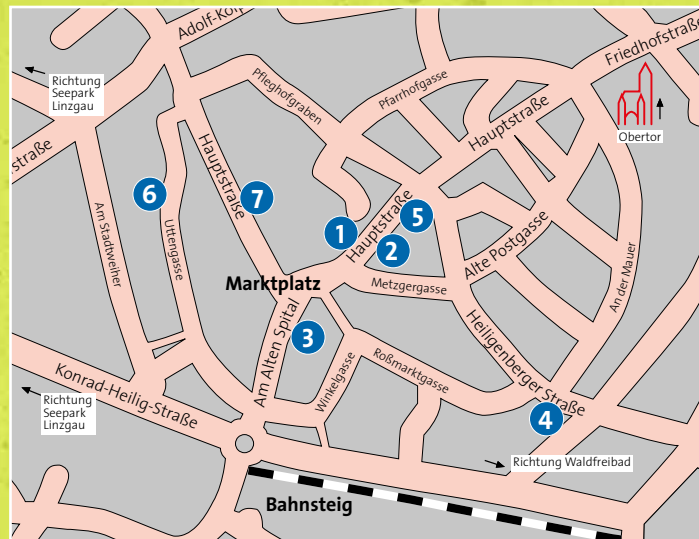 Adolf-Kolp
Friedhofstraße
Richtung
Seepark
Linzgau
Pfleghofgraben
Pfarrhofgasse
Hauptstraße
Obertor
straße
Hauptstraße
6
7
Am Stadtweiher
Uttengasse
1
Hauptstraße
5
2
Alte Postgasse
An der Mauer
Marktplatz
Metzgergasse
3
Am Alten Spital
Heiligenberger Straße
Roßmarktgasse
Winkelgasse
Konrad-Heilig-Straße
Richtung
Seepark
Linzgau
4
Richtung Waldfreibad
Bahnsteig